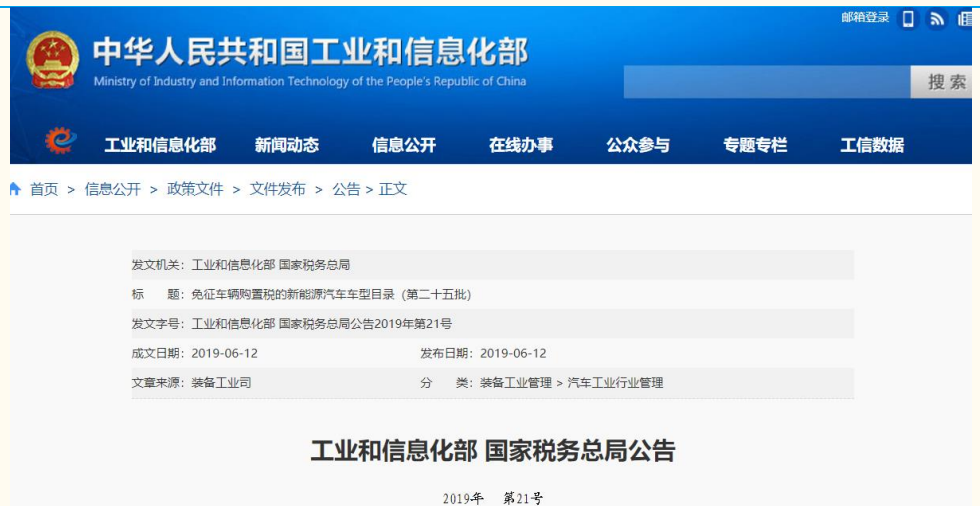 邮箱登录
中华人民共和国工业和信息化部
Ministry of Industry and Information Technology of the People's Republic of China
搜 索
工业和信息化部 新闻动态 信息公开 在线办事 公众参与 专题专栏 工信数据
首页 > 信息公开 > 政策文件 > 文件发布 > 公告 > 正文
发文机关：工业和信息化部 国家税务总局
标 题：免征车辆购置税的新能源汽车车型目录（第二十五批）
发文字号：工业和信息化部 国家税务总局公告2019年第21号
成文日期：2019-06-12 发布日期：2019-06-12
文章来源：装备工业司 分 类：装备工业管理 > 汽车工业行业管理
工业和信息化部 国家税务总局公告
2019年 第21号